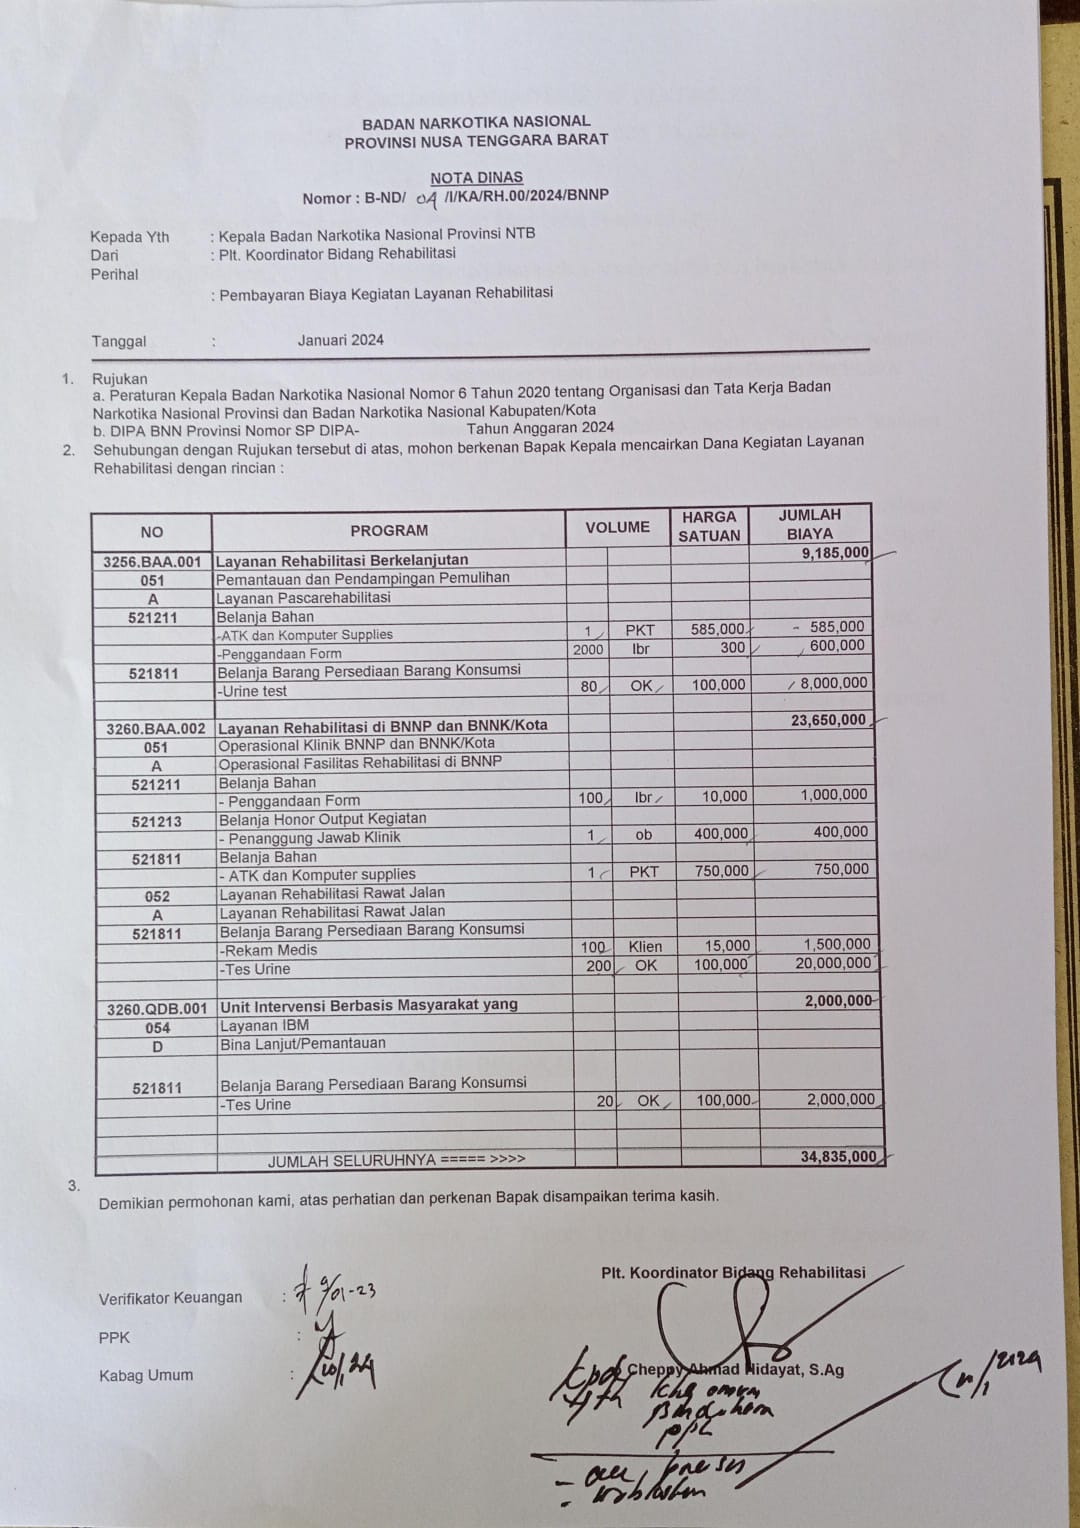 BADAN NARKOTIKA NASIONAL
PROVINSI NUSA TENGGARA BARAT
NOTA DINAS
Nomor : B-ND/ 04 /I/KA/RH.00/2024/BNNP
Kepada Yth : Kepala Badan Narkotika Nasional Provinsi NTB
Dari : Plt. Koordinator Bidang Rehabilitasi
Perihal
: Pembayaran Biaya Kegiatan Layanan Rehabilitasi
Tanggal : Januari 2024
1. Rujukan
a. Peraturan Kepala Badan Narkotika Nasional Nomor 6 Tahun 2020 tentang Organisasi dan Tata Kerja Badan
Narkotika Nasional Provinsi dan Badan Narkotika Nasional Kabupaten/Kota
b. DIPA BNN Provinsi Nomor SP DIPA- Tahun Anggaran 2024
2. Sehubungan dengan Rujukan tersebut di atas, mohon berkenan Bapak Kepala mencairkan Dana Kegiatan Layanan
Rehabilitasi dengan rincian :
NO PROGRAM VOLUME HARGA SATUAN JUMLAH BIAYA
3256.BAA.001 Layanan Rehabilitasi Berkelanjutan 9,185,000
051 Pemantauan dan Pendampingan Pemulihan
A Layanan Pascarehabilitasi
521211 Belanja Bahan
-ATK dan Komputer Supplies 1 PKT 585,000 585,000
-Penggandaan Form 2000 lbr 300 600,000
521811 Belanja Barang Persediaan Barang Konsumsi
-Urine test 80 OK 100,000 8,000,000
3260.BAA.002 Layanan Rehabilitasi di BNNP dan BNNK/Kota 23,650,000
051 Operasional Klinik BNNP dan BNNK/Kota
A Operasional Fasilitas Rehabilitasi di BNNP
521211 Belanja Bahan
- Penggandaan Form 100 lbr 10,000 1,000,000
521213 Belanja Honor Output Kegiatan
- Penanggung Jawab Klinik 1 ob 400,000 400,000
521811 Belanja Bahan
- ATK dan Komputer supplies 1 PKT 750,000 750,000
052 Layanan Rehabilitasi Rawat Jalan
A Layanan Rehabilitasi Rawat Jalan
521811 Belanja Barang Persediaan Barang Konsumsi
-Rekam Medis 100 Klien 15,000 1,500,000
-Tes Urine 200 OK 100,000 20,000,000
3260.QDB.001 Unit Intervensi Berbasis Masyarakat yang 2,000,000
054 Layanan IBM
D Bina Lanjut/Pemantauan
521811 Belanja Barang Persediaan Barang Konsumsi
-Tes Urine 20 OK 100,000 2,000,000
JUMLAH SELURUHNYA ===== >>>> 34,835,000
3.
Demikian permohonan kami, atas perhatian dan perkenan Bapak disampaikan terima kasih.
Plt. Koordinator Bidang Rehabilitasi
Verifikator Keuangan : 9/01-23
PPK :
Kabag Umum :
Cheppy Ahmad Hidayat, S.Ag